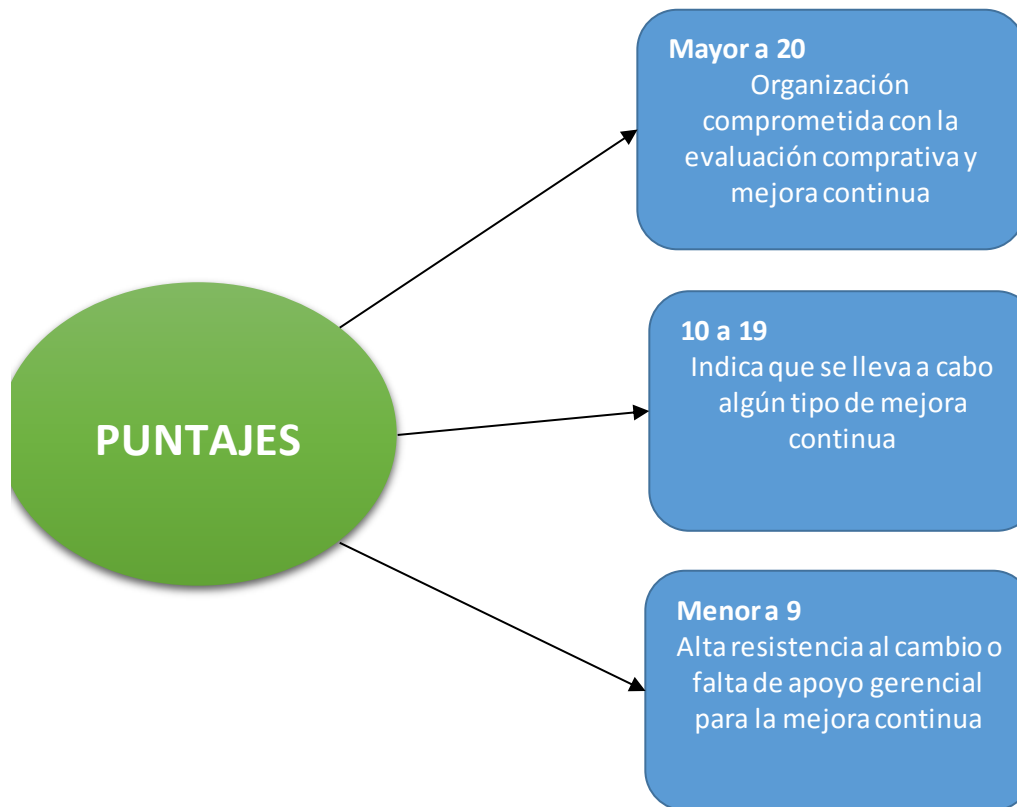 Mayor a 20
Organización
comprometida con la
evaluación comprativa y
mejora continua
PUNTAJES
10 a 19
Indica que se lleva a cabo
algún tipo de mejora
continua
Menor a 9
Alta resistencia al cambio o
falta de apoyo gerencial
para la mejora continua